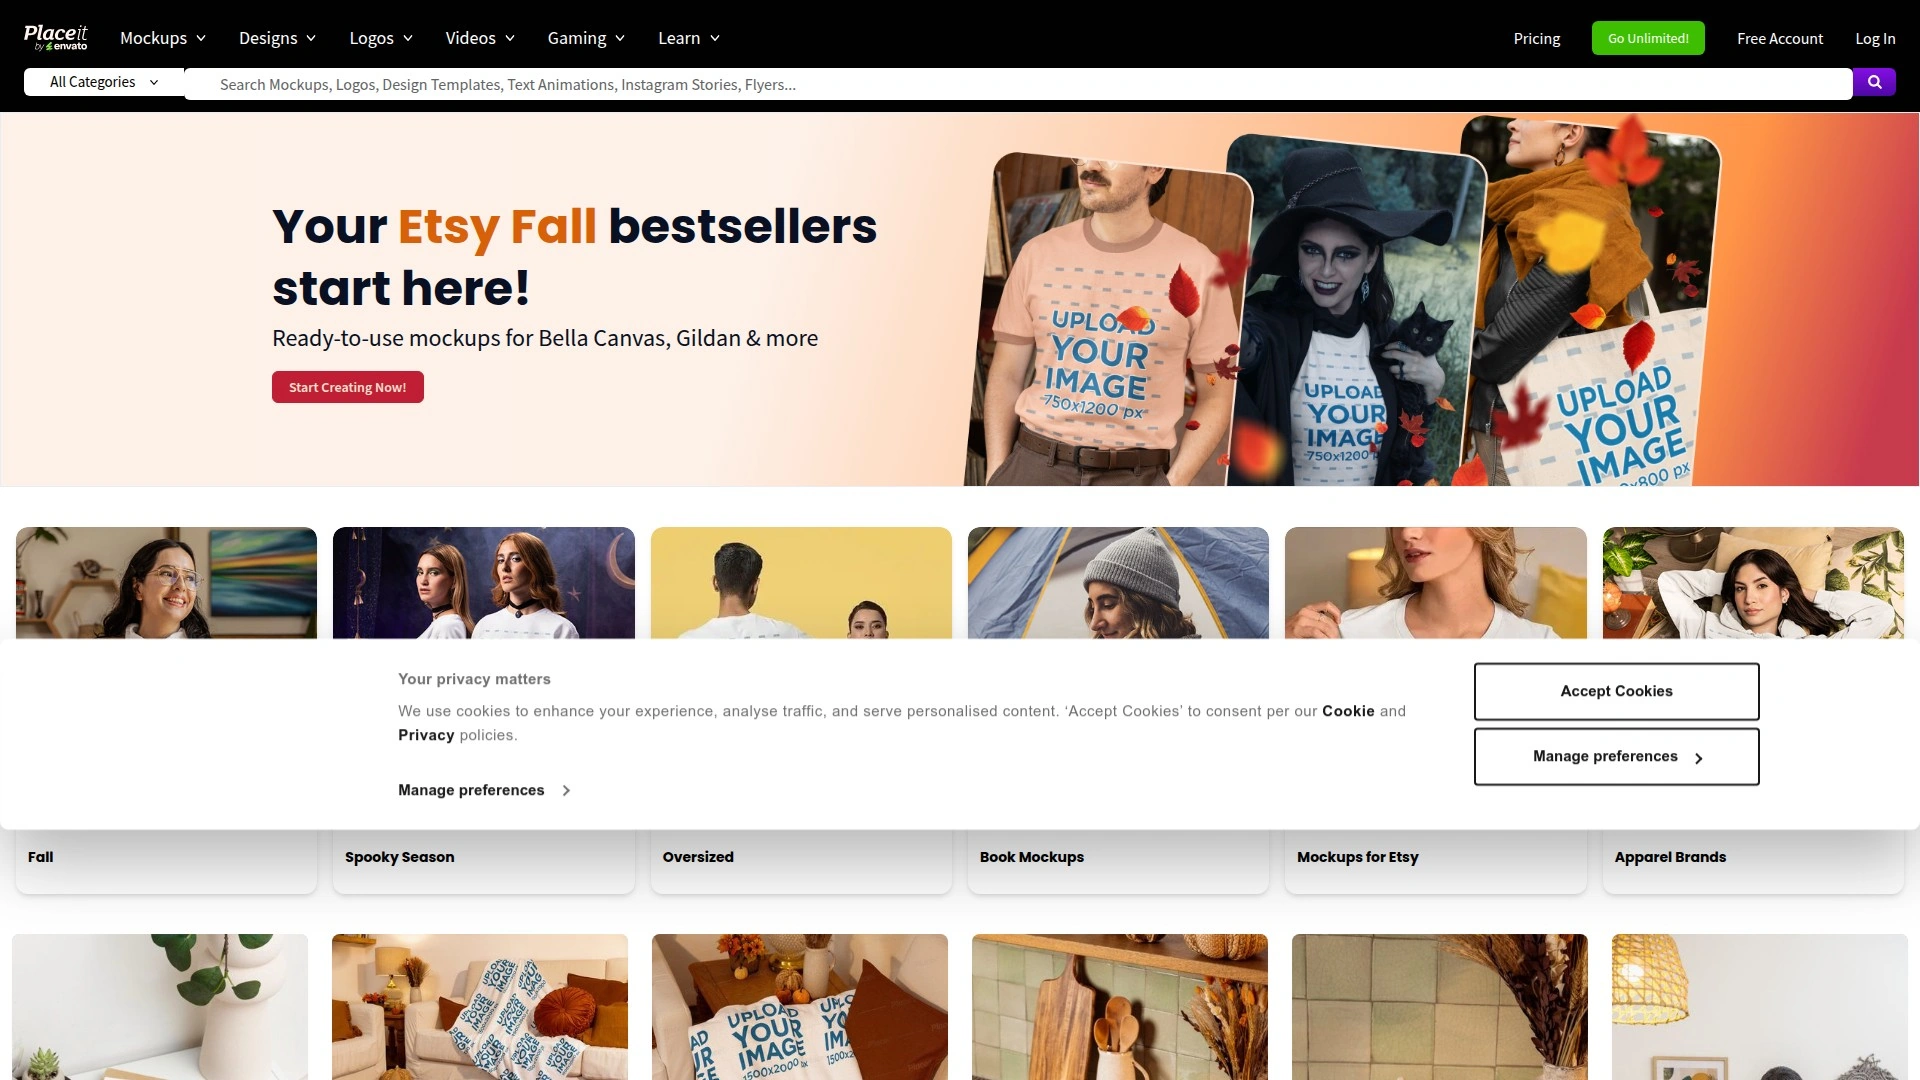 Placeit
by envato
Mockups
Designs
Logos
Videos
Gaming
Learn
Pricing
Go Unlimited!
Free Account
Log In
All Categories
Search Mockups, Logos, Design Templates, Text Animations, Instagram Stories, Flyers...
Your Etsy Fall bestsellers
start here!
Ready-to-use mockups for Bella Canvas, Gildan & more
Start Creating Now!
UPLOAD
YOUR
IMAGE
750x1200 px
UPLOAD
YOUR
IMAGE
750x1200
UPLOAD
YOUR
IMAGE
x800 px
Your privacy matters
We use cookies to enhance your experience, analyse traffic, and serve personalised content. ‘Accept Cookies’ to consent per our Cookie and
Privacy policies.
Manage preferences
Accept Cookies
Manage preferences
Fall
Spooky Season
Oversized
Book Mockups
Mockups for Etsy
Apparel Brands
UPLOAD
YOUR
IMAGE
UPLOAD
YOUR
IMAGE
1500x2000